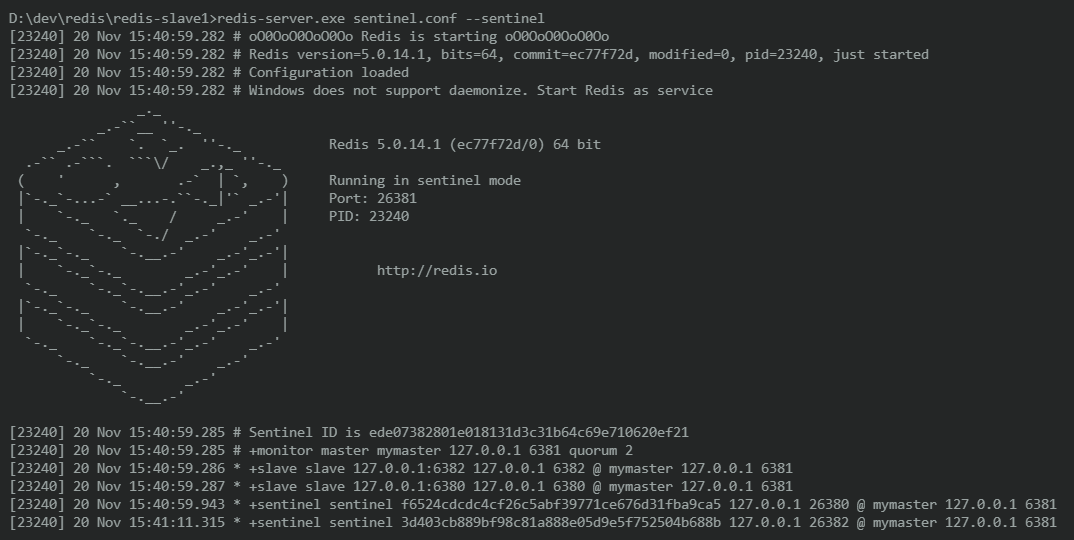 D:\dev\redis\redis-slave1>redis-server.exe sentinel.conf --sentinel
[23240] 20 Nov 15:40:59.282 # oO0OoO0OoO0Oo Redis is starting oO0OoO0OoO0Oo
[23240] 20 Nov 15:40:59.282 # Redis version=5.0.14.1, bits=64, commit=ec77f72d, modified=0, pid=23240, just started
[23240] 20 Nov 15:40:59.282 # Configuration loaded
[23240] 20 Nov 15:40:59.282 # Windows does not support daemonize. Start Redis as service
Redis 5.0.14.1 (ec77f72d/0) 64 bit
Running in sentinel mode
Port: 26381
PID: 23240
http://redis.io
[23240] 20 Nov 15:40:59.285 # Sentinel ID is ede07382801e018131d3c31b64c69e710620ef21
[23240] 20 Nov 15:40:59.285 # +monitor master mymaster 127.0.0.1 6381 quorum 2
[23240] 20 Nov 15:40:59.286 * +slave slave 127.0.0.1:6382 127.0.0.1 6382 @ mymaster 127.0.0.1 6381
[23240] 20 Nov 15:40:59.287 * +slave slave 127.0.0.1:6380 127.0.0.1 6380 @ mymaster 127.0.0.1 6381
[23240] 20 Nov 15:40:59.943 * +sentinel sentinel f6524cdcdc4cf26c5abf39771ce676d31fba9ca5 127.0.0.1 26380 @ mymaster 127.0.0.1 6381
[23240] 20 Nov 15:41:11.315 * +sentinel sentinel 3d403cb889bf98c81a888e05d9e5f752504b688b 127.0.0.1 26382 @ mymaster 127.0.0.1 6381